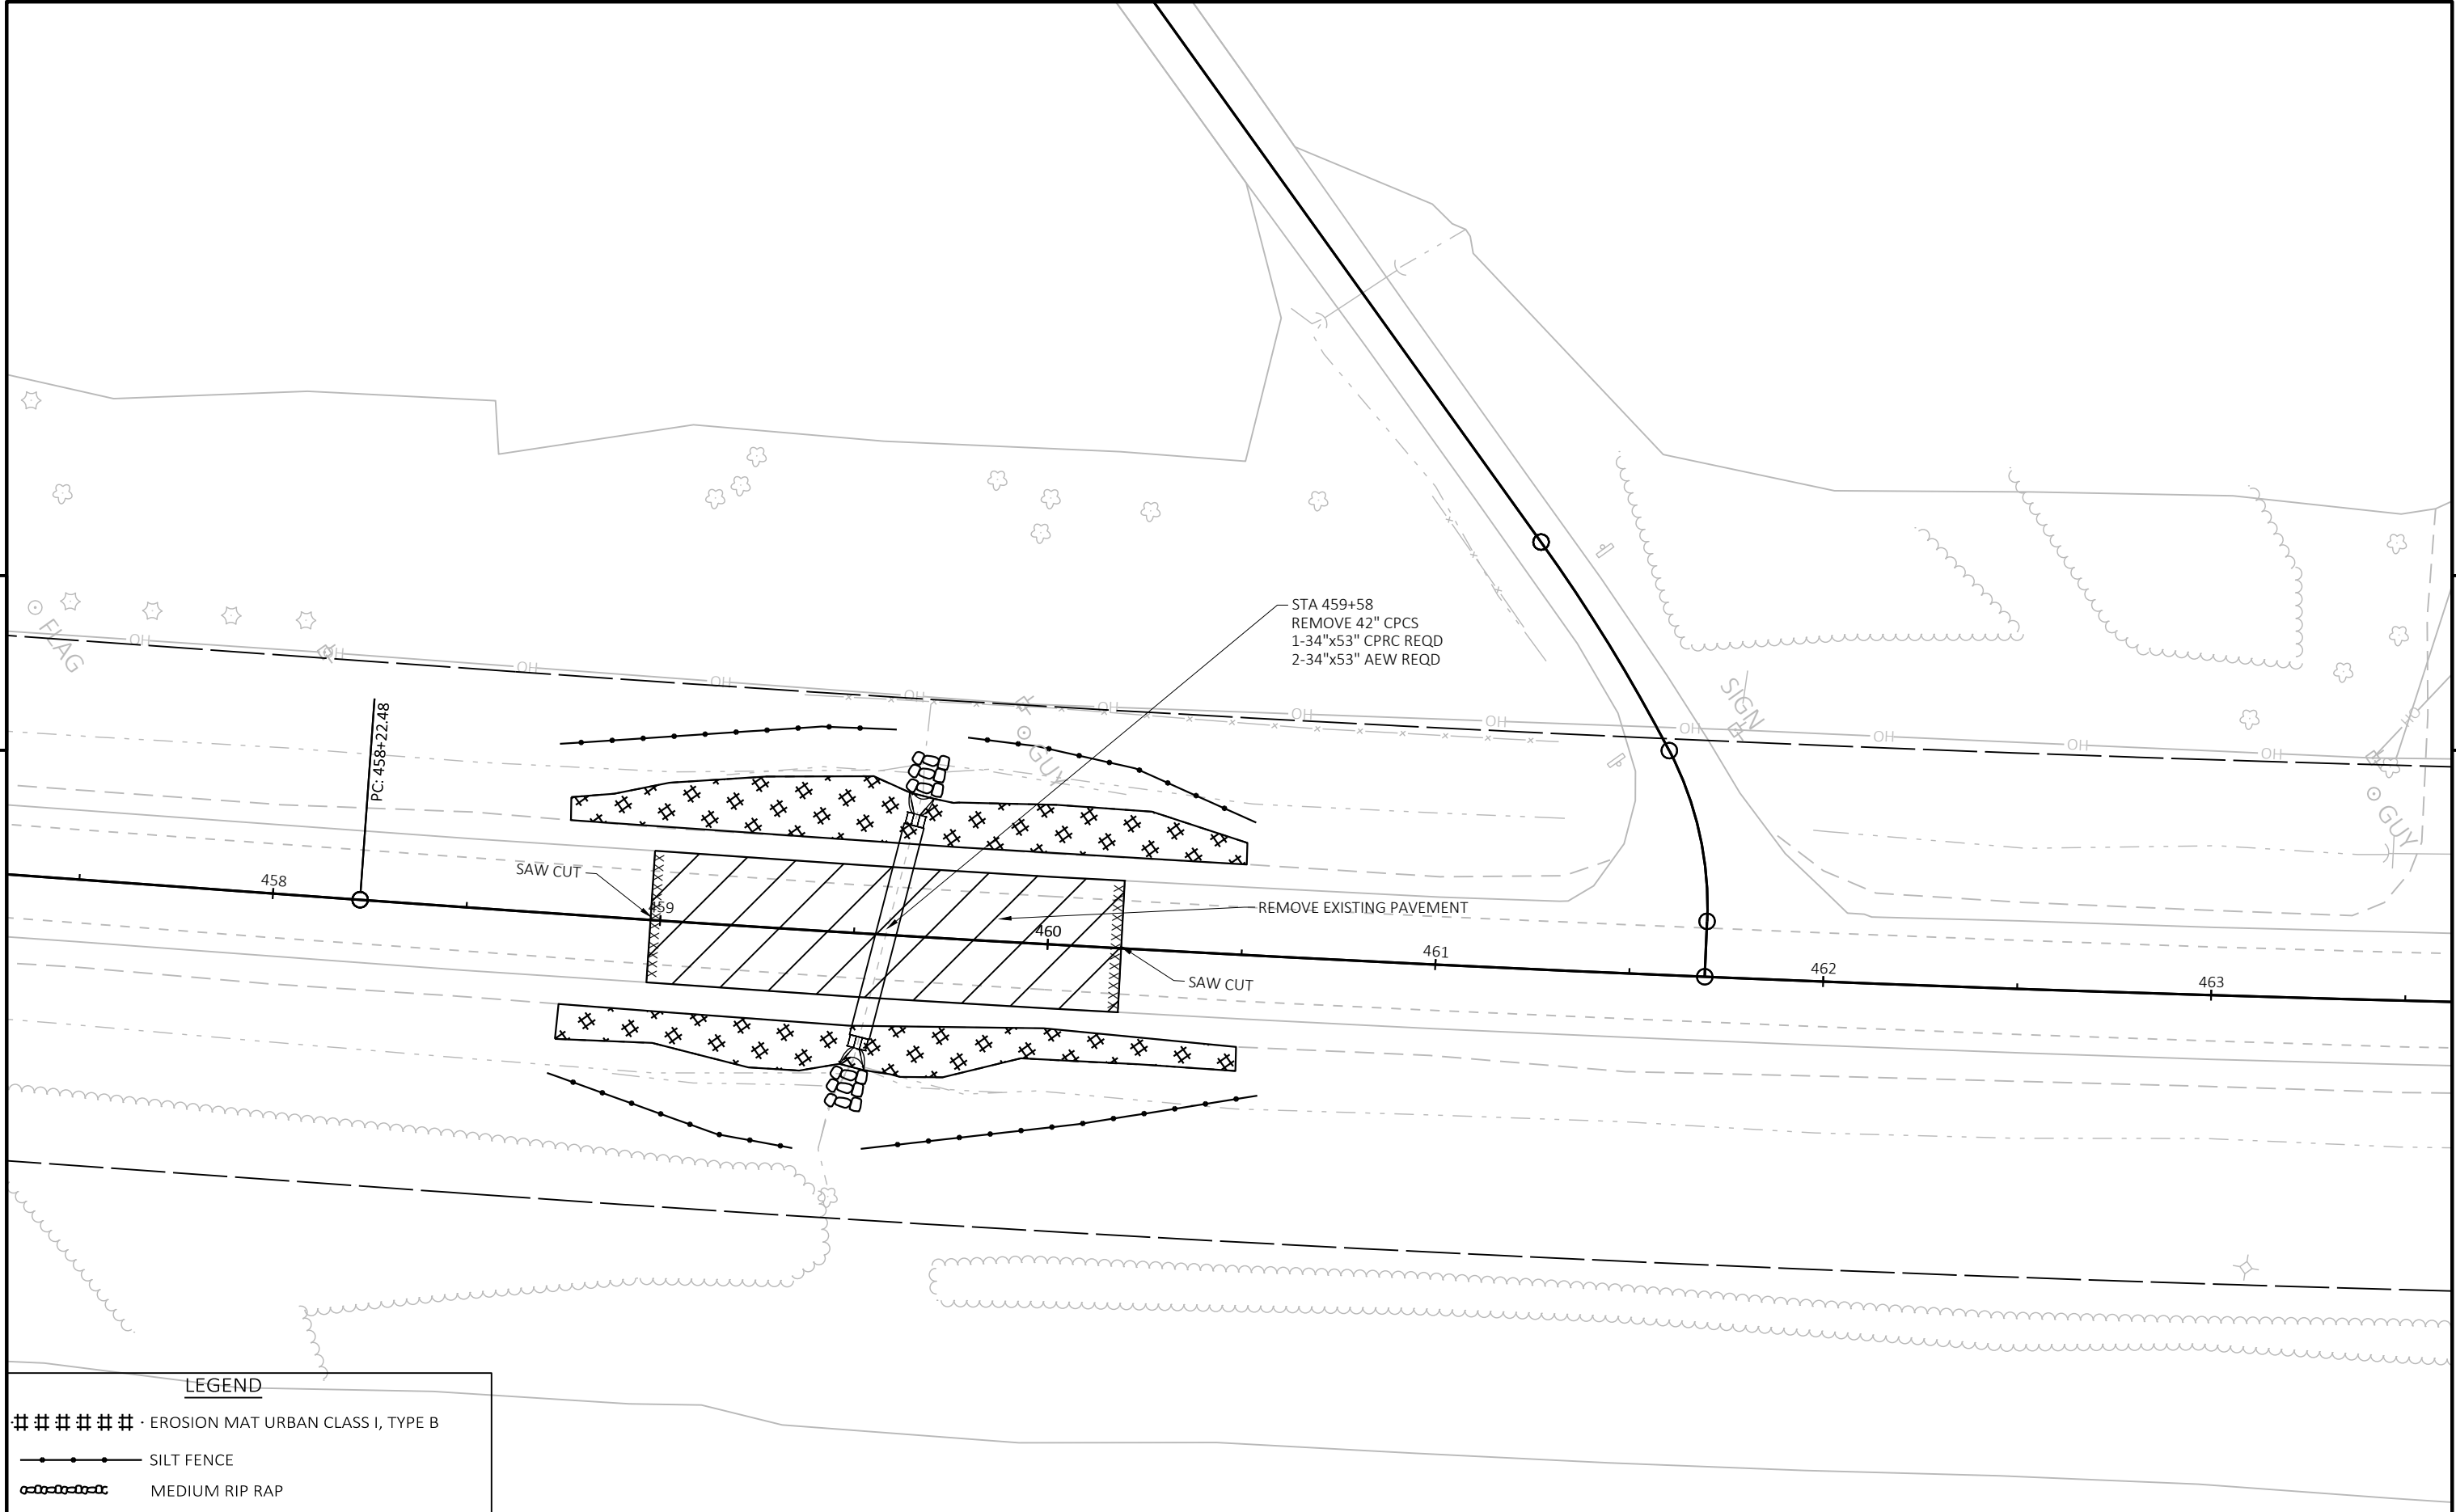 FLAG
OH
OH
OH
OH
OH
OH
OH
OH
OH
OH
OH
OH
HO
STA 459+58
REMOVE 42" CPCS
1-34"x53" CPRC REQD
2-34"x53" AEW REQD
SIGN
GUY
GUY
PC: 458+22.48
SAW CUT
458
459
460
461
462
463
REMOVE EXISTING PAVEMENT
SAW CUT
LEGEND
EROSION MAT URBAN CLASS I, TYPE B
SILT FENCE
MEDIUM RIP RAP